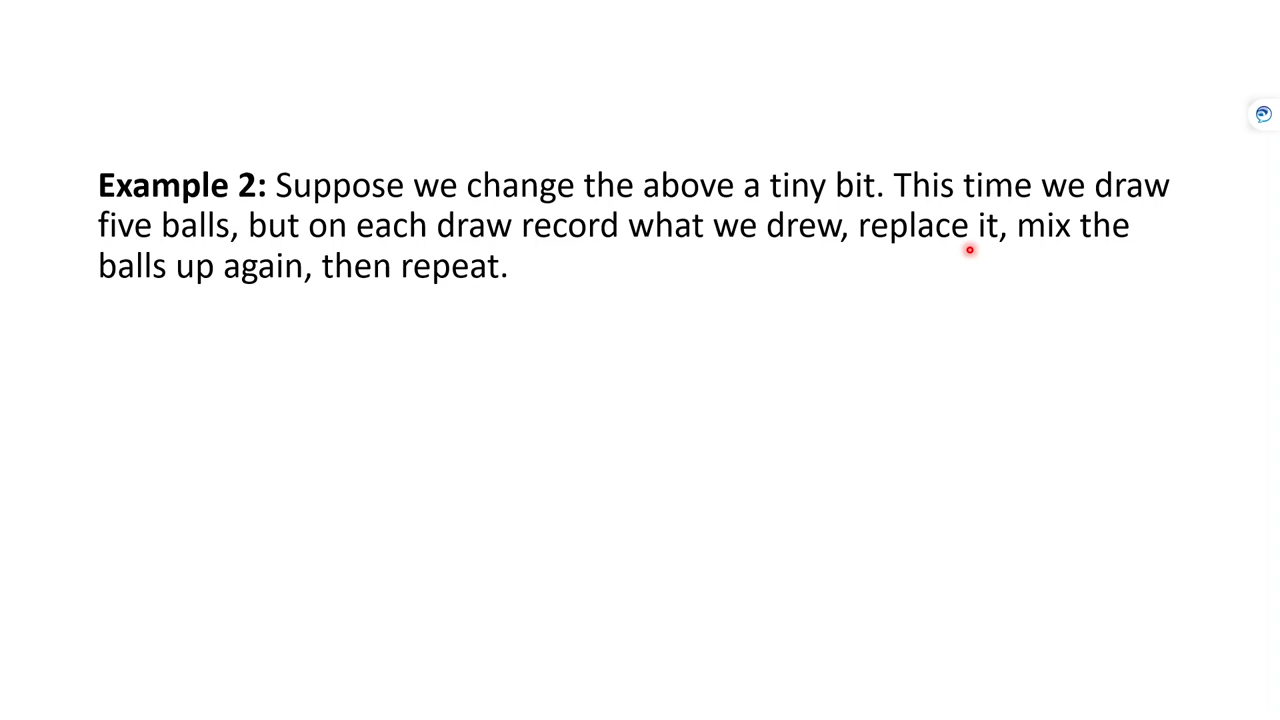 Example 2: Suppose we change the above a tiny bit. This time we draw
five balls, but on each draw record what we drew, replace it, mix the
balls up again, then repeat.